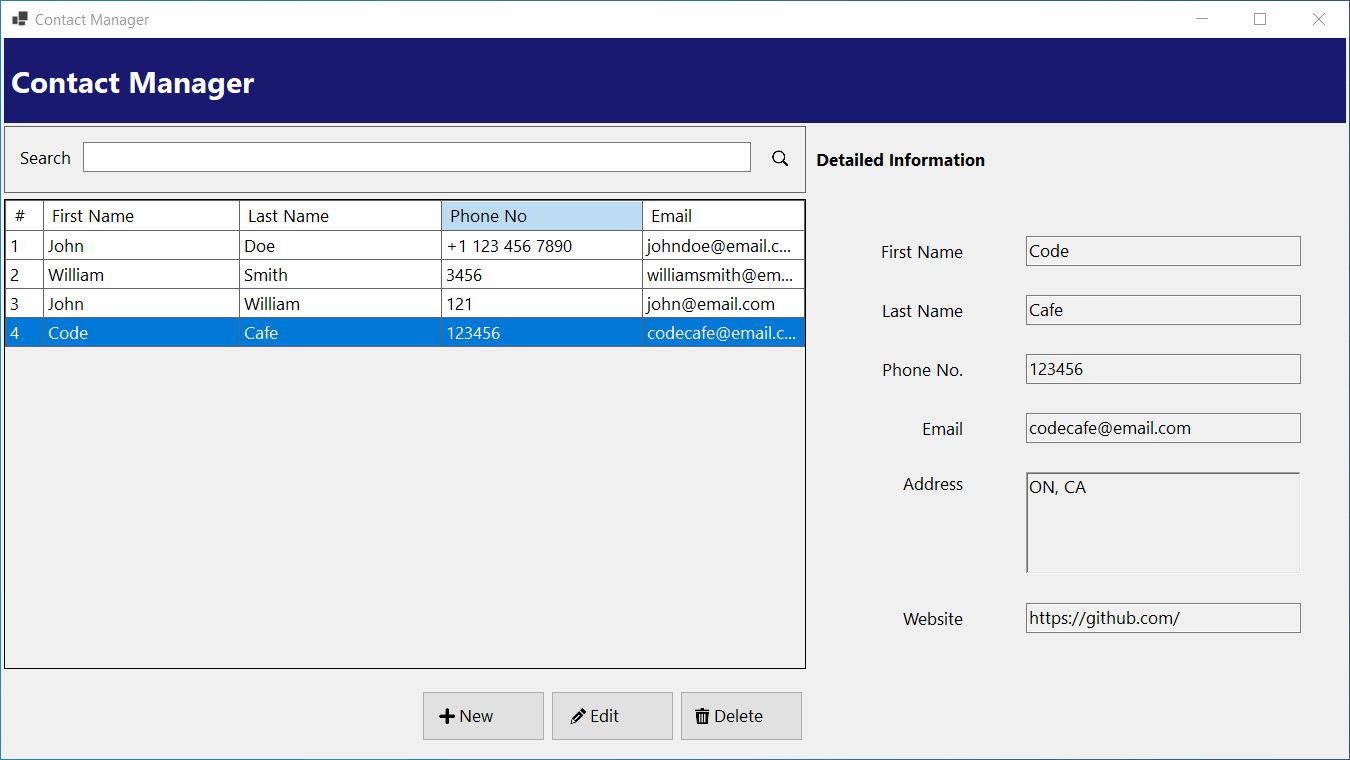 Contact Manager
Contact Manager
Search
# First Name Last Name Phone No Email
1 John Doe +1 123 456 7890 johndoe@email.c...
2 William Smith 3456 williamsmith@em...
3 John William 121 john@email.com
4 Code Cafe 123456 codecafe@email.c...
New Edit Delete
Detailed Information
First Name Code
Last Name Cafe
Phone No. 123456
Email codecafe@email.com
Address ON, CA
Website https://github.com/